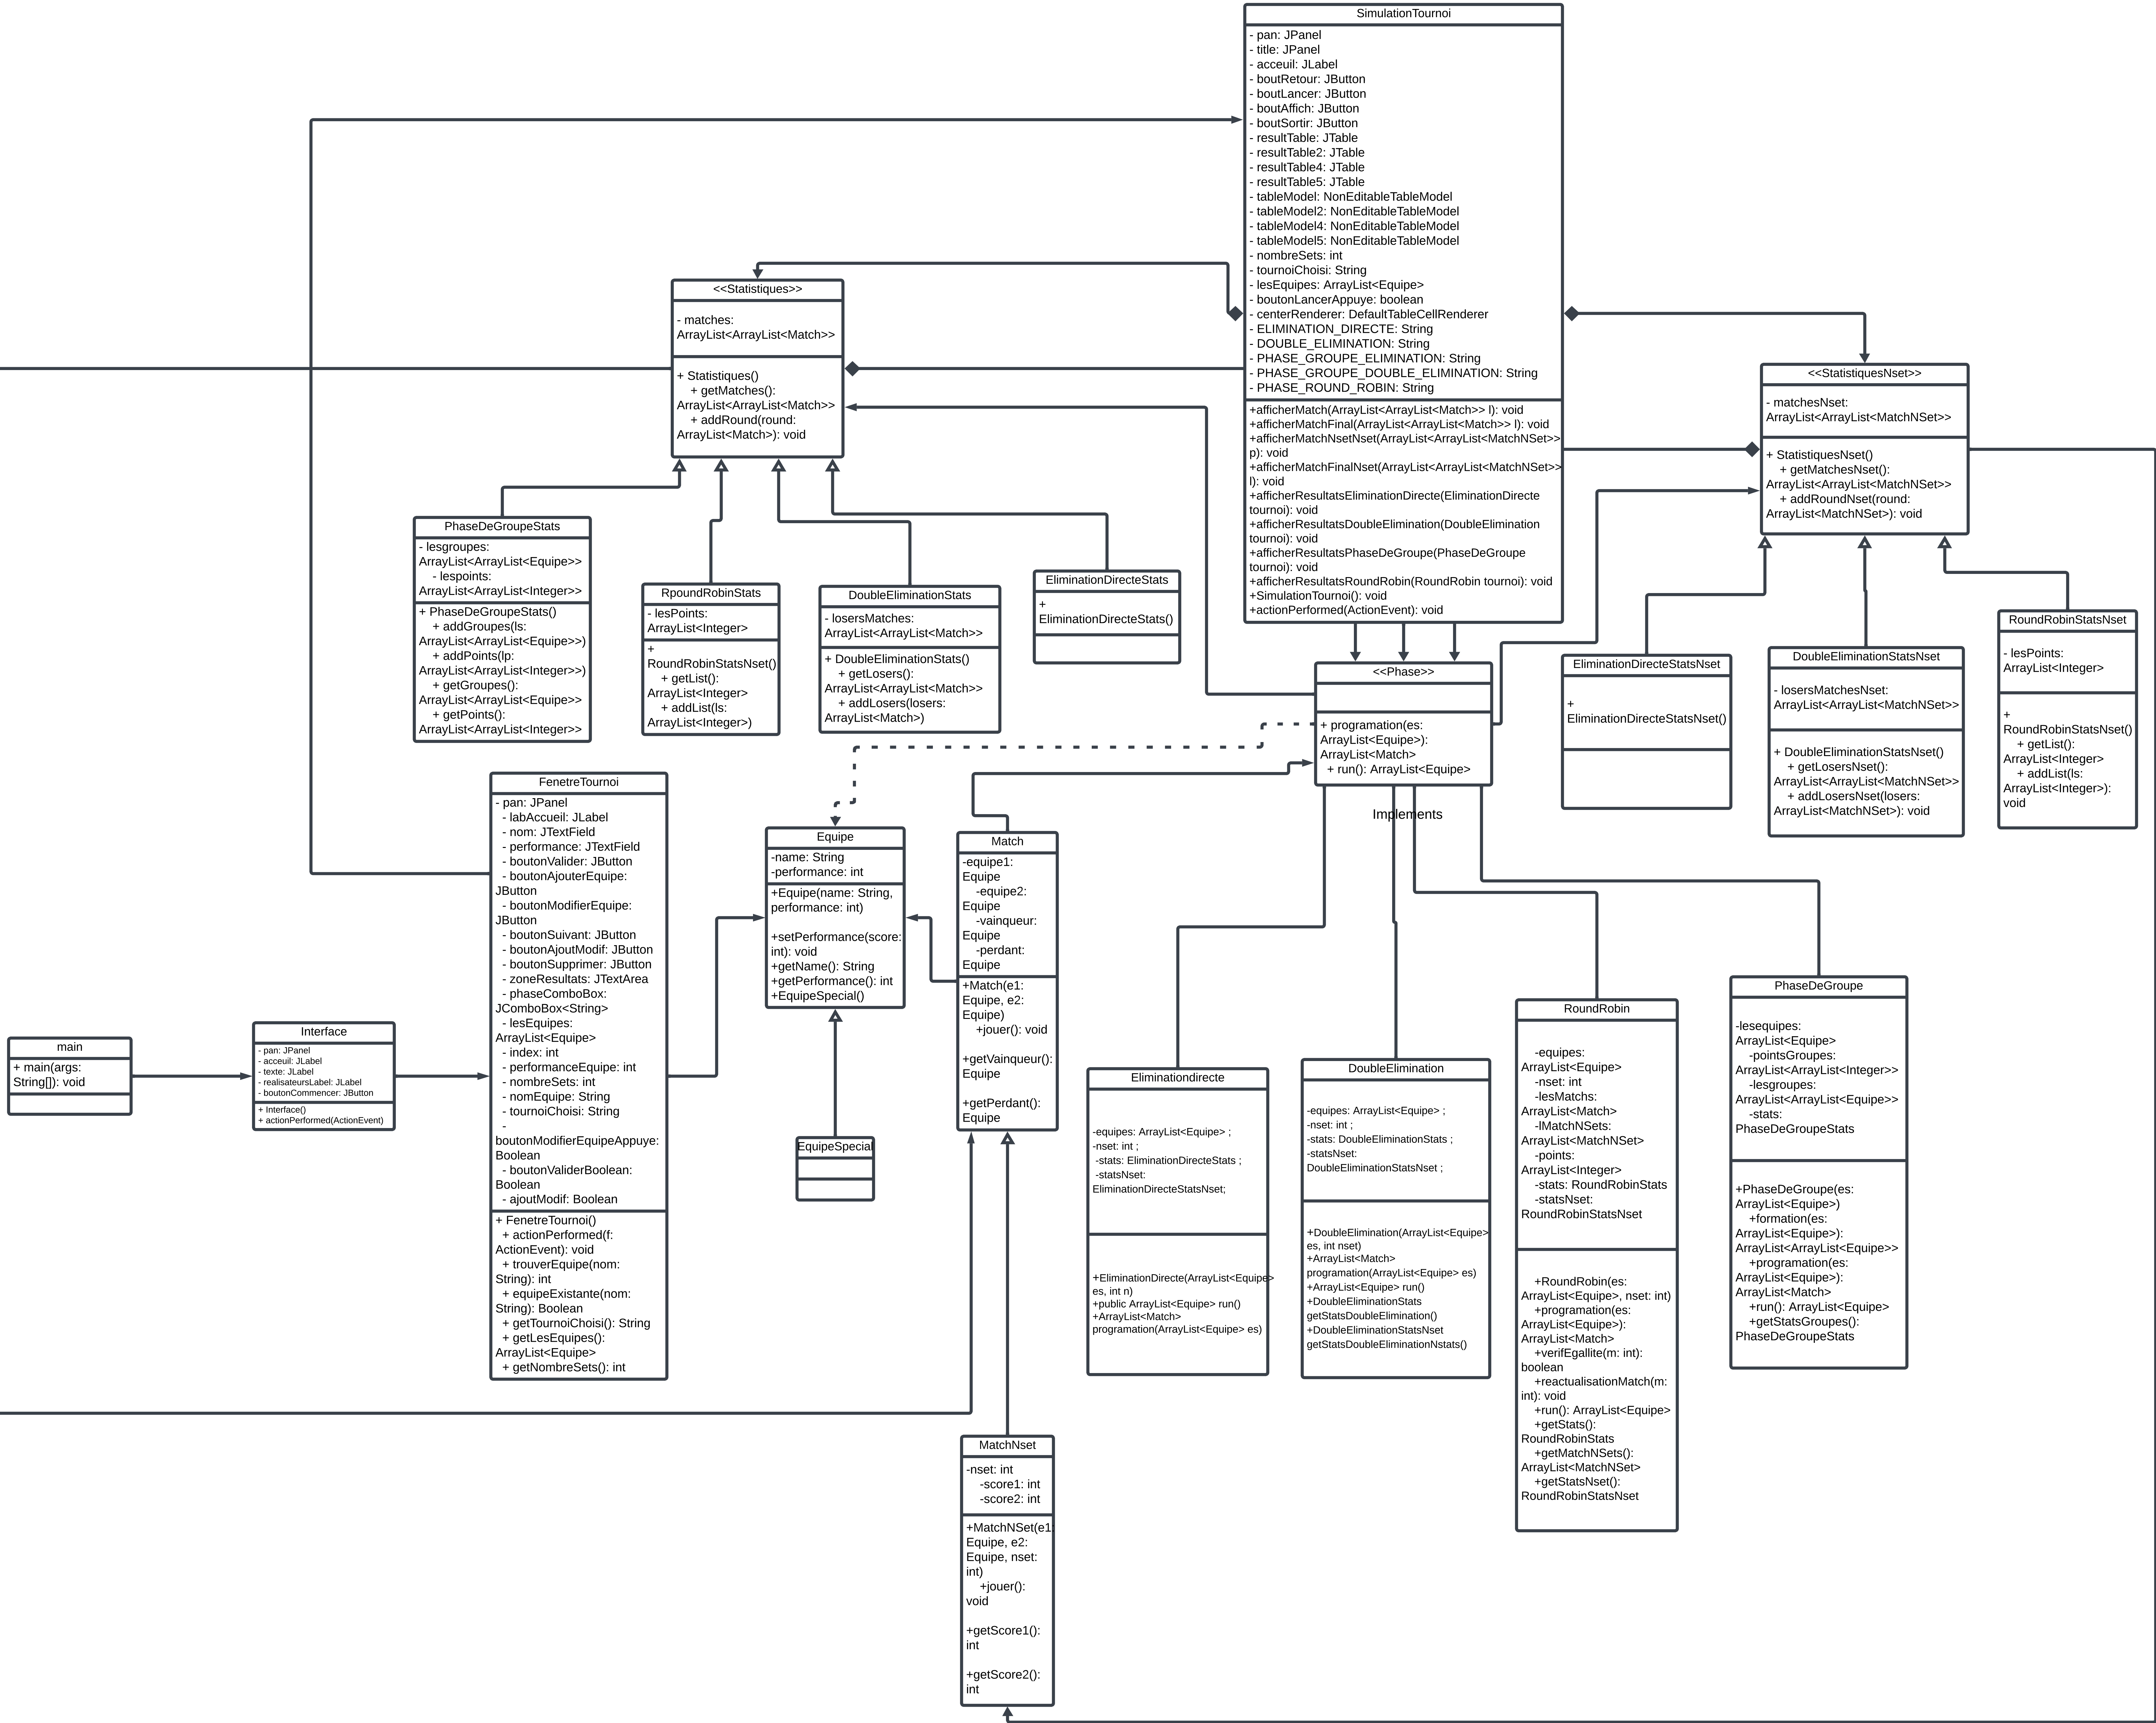 SimulationTournoi
- pan: JPanel
- title: JPanel
- acceuil: JLabel
- boutRetour: JButton
- boutLancer: JButton
- boutAffich: JButton
- boutSortir: JButton
- resultTable: JTable
- resultTable2: JTable
- resultTable4: JTable
- resultTable5: JTable
- tableModel: NonEditableTableModel
- tableModel2: NonEditableTableModel
- tableModel4: NonEditableTableModel
- tableModel5: NonEditableTableModel
- nombreSets: int
- tournoiChoisi: String
- lesEquipes: ArrayList<Equipe>
- boutonLancerAppuye: boolean
- centerRenderer: DefaultTableCellRenderer
- ELIMINATION_DIRECTE: String
- DOUBLE_ELIMINATION: String
- PHASE_GROUPE_ELIMINATION: String
- PHASE_GROUPE_DOUBLE_ELIMINATION: String
- PHASE_ROUND_ROBIN: String
+afficherMatch(ArrayList<ArrayList<Match>> l): void
+afficherMatchFinal(ArrayList<ArrayList<Match>> l): void
+afficherMatchNsetNset(ArrayList<ArrayList<MatchNSet>>
p): void
+afficherMatchFinalNset(ArrayList<ArrayList<MatchNSet>>
l): void
+afficherResultatsEliminationDirecte(EliminationDirecte
tournoi): void
+afficherResultatsDoubleElimination(DoubleElimination
tournoi): void
+afficherResultatsPhaseDeGroupe(PhaseDeGroupe
tournoi): void
+afficherResultatsRoundRobin(RoundRobin tournoi): void
+SimulationTournoi(): void
+actionPerformed(ActionEvent): void
<<Statistiques>>
- matches:
ArrayList<ArrayList<Match>>
+ Statistiques()
+ getMatches():
ArrayList<ArrayList<Match>>
+ addRound(round:
ArrayList<Match>): void
<<StatistiquesNset>>
- matchesNset:
ArrayList<ArrayList<MatchNSet>>
+ StatistiquesNset()
+ getMatchesNset():
ArrayList<ArrayList<MatchNSet>>
+ addRoundNset(round:
ArrayList<MatchNSet>): void
PhaseDeGroupeStats
- lesgroupes:
ArrayList<ArrayList<Equipe>>
- lespoints:
ArrayList<ArrayList<Integer>>
+ PhaseDeGroupeStats()
+ addGroupes(ls:
ArrayList<ArrayList<Equipe>>)
+ addPoints(lp:
ArrayList<ArrayList<Integer>>)
+ getGroupes():
ArrayList<ArrayList<Equipe>>
+ getPoints():
ArrayList<ArrayList<Integer>>
RpoundRobinStats
- lesPoints:
ArrayList<Integer>
+
RoundRobinStatsNset()
+ getList():
ArrayList<Integer>
+ addList(ls:
ArrayList<Integer>)
DoubleEliminationStats
- losersMatches:
ArrayList<ArrayList<Match>>
+ DoubleEliminationStats()
+ getLosers():
ArrayList<ArrayList<Match>>
+ addLosers(losers:
ArrayList<Match>)
EliminationDirecteStats
+
EliminationDirecteStats()
<<Phase>>
+ programation(es:
ArrayList<Equipe>):
ArrayList<Match>
+ run(): ArrayList<Equipe>
Implements
EliminationDirecteStatsNset
+
EliminationDirecteStatsNset()
DoubleEliminationStatsNset
- losersMatchesNset:
ArrayList<ArrayList<MatchNSet>>
+ DoubleEliminationStatsNset()
+ getLosersNset():
ArrayList<ArrayList<MatchNSet>>
+ addLosersNset(losers:
ArrayList<MatchNSet>): void
RoundRobinStatsNset
- lesPoints:
ArrayList<Integer>
+
RoundRobinStatsNset()
+ getList():
ArrayList<Integer>
+ addList(ls:
ArrayList<Integer>):
void
main
+ main(args:
String[]): void
Interface
- pan: JPanel
- acceuil: JLabel
- texte: JLabel
- realisateursLabel: JLabel
- boutonCommencer: JButton
+ Interface()
+ actionPerformed(ActionEvent)
FenetreTournoi
- pan: JPanel
- labAccueil: JLabel
- nom: JTextField
- performance: JTextField
- boutonValider: JButton
- boutonAjouterEquipe:
JButton
- boutonModifierEquipe:
JButton
- boutonSuivant: JButton
- boutonAjoutModif: JButton
- boutonSupprimer: JButton
- zoneResultats: JTextArea
- phaseComboBox:
JComboBox<String>
- lesEquipes:
ArrayList<Equipe>
- index: int
- performanceEquipe: int
- nombreSets: int
- nomEquipe: String
- tournoiChoisi: String
-
boutonModifierEquipeAppuye:
Boolean
- boutonValiderBoolean:
Boolean
- ajoutModif: Boolean
+ FenetreTournoi()
+ actionPerformed(f:
ActionEvent): void
+ trouverEquipe(nom:
String): int
+ equipeExistante(nom:
String): Boolean
+ getTournoiChoisi(): String
+ getLesEquipes():
ArrayList<Equipe>
+ getNombreSets(): int
Equipe
-name: String
-performance: int
+Equipe(name: String,
performance: int)
+setPerformance(score:
int): void
+getName(): String
+getPerformance(): int
+EquipeSpecial()
EquipeSpecial
Match
-equipe1:
Equipe
-equipe2:
Equipe
-vainqueur:
Equipe
-perdant:
Equipe
+Match(e1:
Equipe, e2:
Equipe)
+jouer(): void
+getVainqueur():
Equipe
+getPerdant():
Equipe
MatchNset
-nset: int
-score1: int
-score2: int
+MatchNSet(e1:
Equipe, e2:
Equipe, nset:
int)
+jouer():
void
+getScore1():
int
+getScore2():
int
Eliminationdirecte
-equipes: ArrayList<Equipe> ;
-nset: int ;
-stats: EliminationDirecteStats ;
-statsNset:
EliminationDirecteStatsNset;
+EliminationDirecte(ArrayList<Equipe>
es, int n)
+public ArrayList<Equipe> run()
+ArrayList<Match>
programation(ArrayList<Equipe> es)
DoubleElimination
-equipes: ArrayList<Equipe> ;
-nset: int ;
-stats: DoubleEliminationStats ;
-statsNset:
DoubleEliminationStatsNset ;
+DoubleElimination(ArrayList<Equipe>
es, int nset)
+ArrayList<Match>
programation(ArrayList<Equipe> es)
+ArrayList<Equipe> run()
+DoubleEliminationStats
getStatsDoubleElimination()
+DoubleEliminationStatsNset
getStatsDoubleEliminationNstats()
RoundRobin
-equipes:
ArrayList<Equipe>
-nset: int
-lesMatchs:
ArrayList<Match>
-lMatchNSets:
ArrayList<MatchNSet>
-points:
ArrayList<Integer>
-stats: RoundRobinStats
-statsNset:
RoundRobinStatsNset
+RoundRobin(es:
ArrayList<Equipe>, nset: int)
+programation(es:
ArrayList<Equipe>):
ArrayList<Match>
+verifEgallite(m: int):
boolean
+reactualisationMatch(m:
int): void
+run(): ArrayList<Equipe>
+getStats():
RoundRobinStats
+getMatchNSets():
ArrayList<MatchNSet>
+getStatsNset():
RoundRobinStatsNset
PhaseDeGroupe
-lesequipes:
ArrayList<Equipe>
-pointsGroupes:
ArrayList<ArrayList<Integer>>
-lesgroupes:
ArrayList<ArrayList<Equipe>>
-stats:
PhaseDeGroupeStats
+PhaseDeGroupe(es:
ArrayList<Equipe>)
+formation(es:
ArrayList<Equipe>):
ArrayList<ArrayList<Equipe>>
+programation(es:
ArrayList<Equipe>):
ArrayList<Match>
+run(): ArrayList<Equipe>
+getStatsGroupes():
PhaseDeGroupeStats